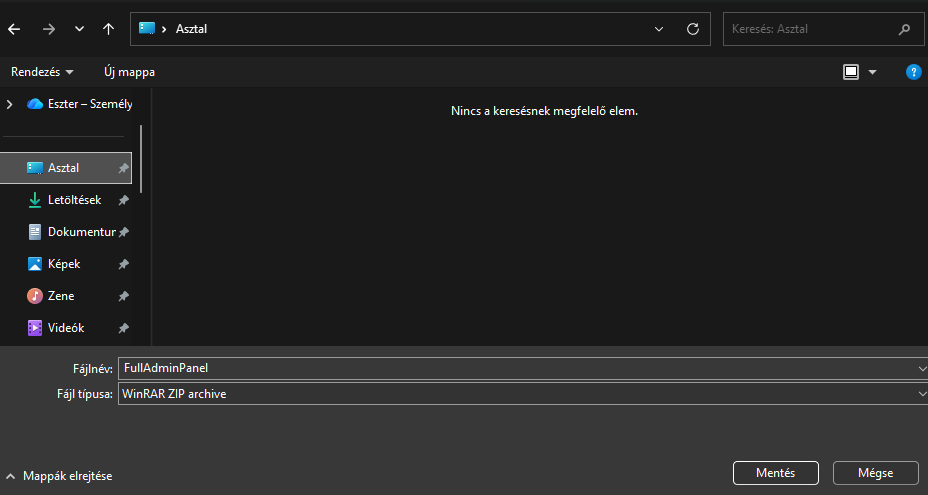 Asztal
Keresés: Asztal
Rendezés
Új mappa
?
Eszter – Személy
Nincs a keresésnek megfelelő elem.
Asztal
Letöltések
Dokumentur
Képek
Zene
Videók
Fájlnév: FullAdminPanel
Fájl típusa: WinRAR ZIP archive
Mappák elrejtése
Mentés
Mégse